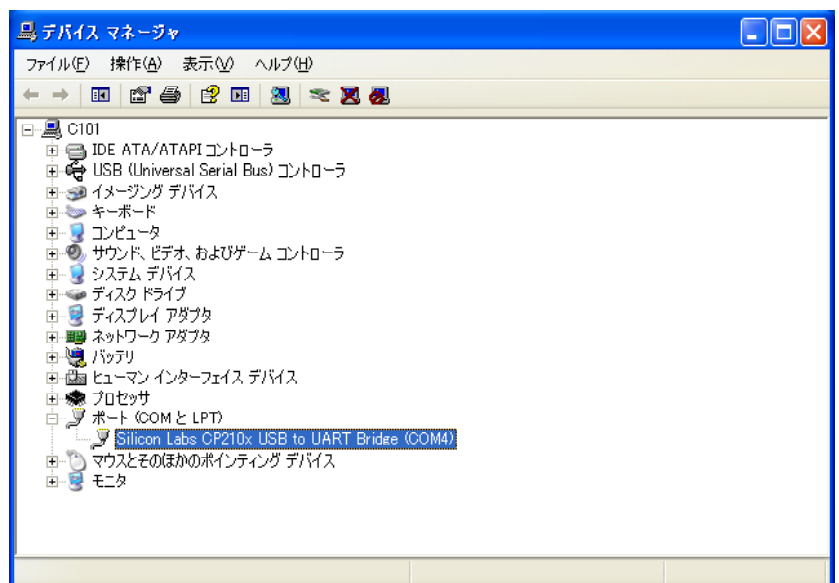 デバイス マネージャ
ファイル(F) 操作(A) 表示(V) ヘルプ(H)
C101
IDE ATA/ATAPI コントローラ
USB (Universal Serial Bus) コントローラ
イメージング デバイス
キーボード
コンピュータ
サウンド、ビデオ、およびゲーム コントローラ
システム デバイス
ディスク ドライブ
ディスプレイ アダプタ
ネットワーク アダプタ
バッテリ
ヒューマン インターフェイス デバイス
プロセッサ
ポート (COM と LPT)
Silicon Labs CP210x USB to UART Bridge (COM4)
マウスとそのほかのポインティング デバイス
モニタ